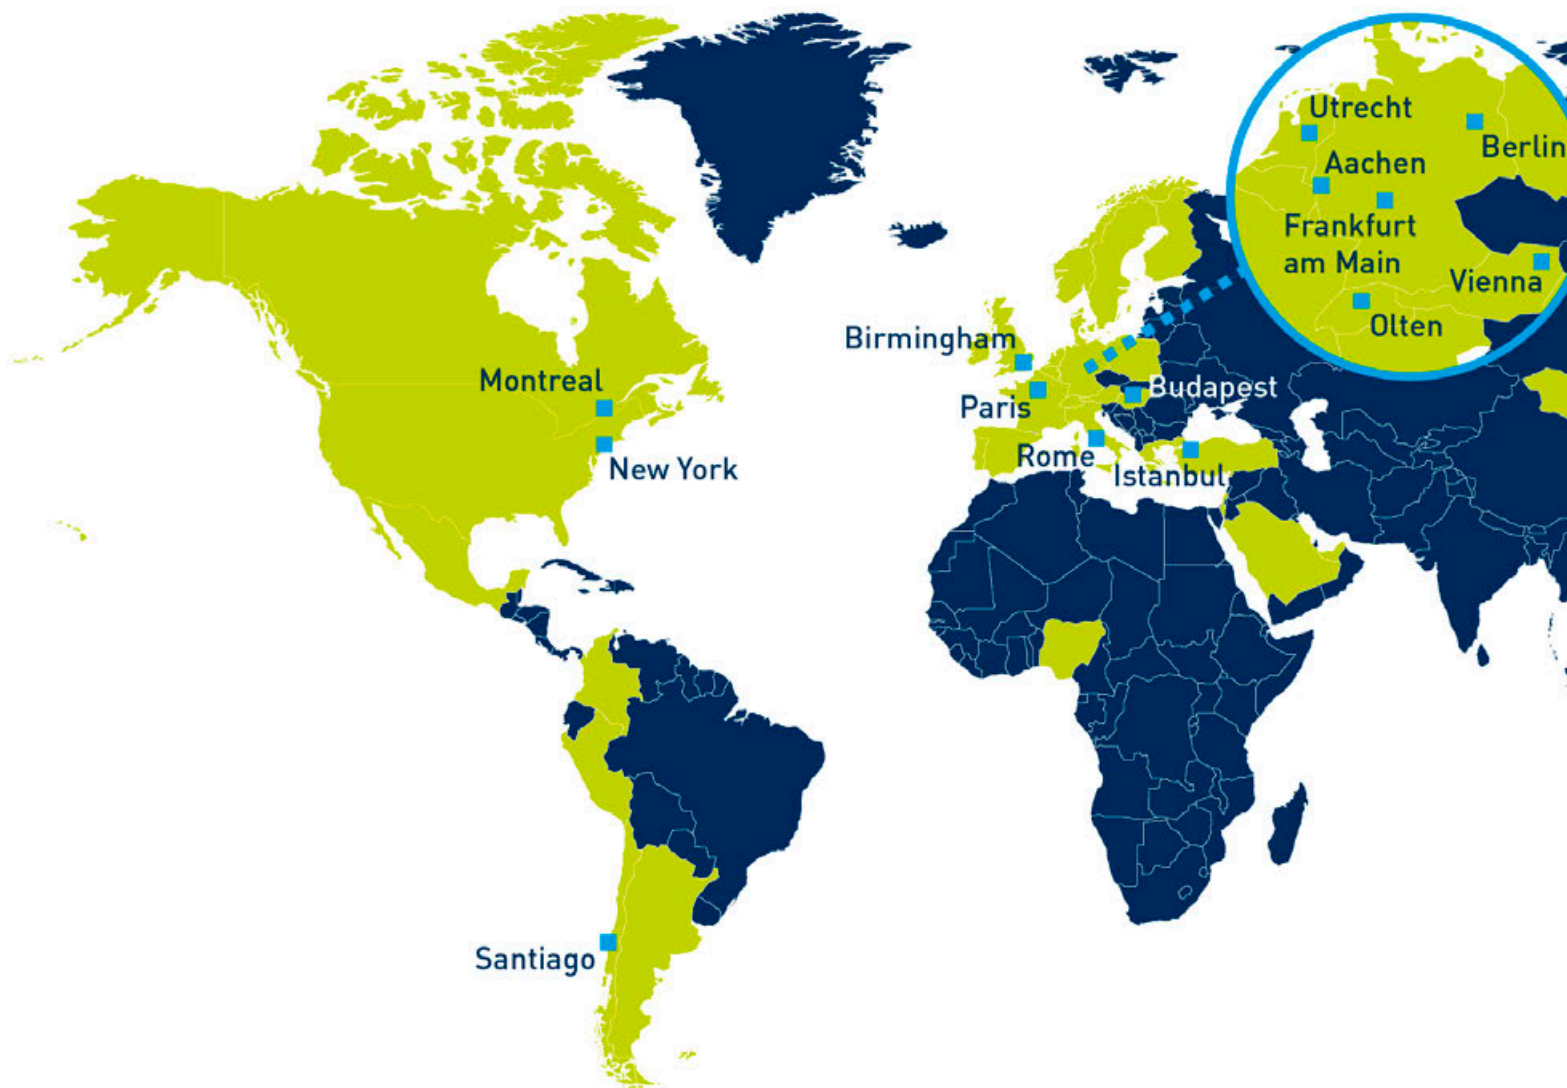 Utrecht
Berlin
Aachen
Frankfurt
am Main
Vienna
Olten
Birmingham
Montreal
Budapest
Paris
New York
Rome
Istanbul
Santiago